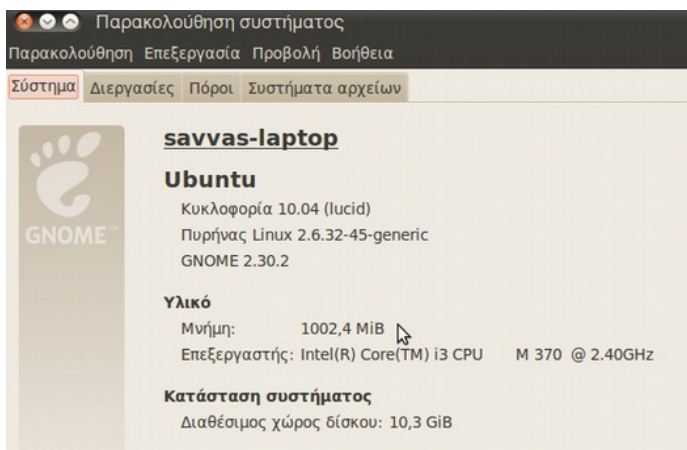 Παρακολούθηση συστήματος
Παρακολούθηση Επεξεργασία Προβολή Βοήθεια
Σύστημα Διεργασίες Πόροι Συστήματα αρχείων
savvas-laptop
Ubuntu
Κυκλοφορία 10.04 (lucid)
Πυρήνας Linux 2.6.32-45-generic
GNOME 2.30.2
GNOME™
Υλικό
Μνήμη: 1002,4 MiB
Επεξεργαστής: Intel(R) Core(TM) i3 CPU M 370 @ 2.40GHz
Κατάσταση συστήματος
Διαθέσιμος χώρος δίσκου: 10,3 GiB